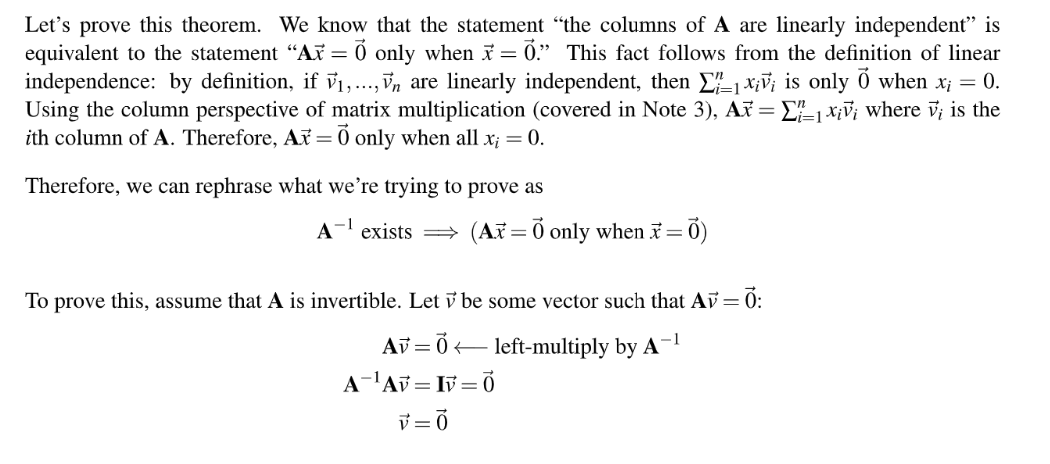 Let's prove this theorem. We know that the statement “the columns of A are linearly independent” is
equivalent to the statement “A𝑥⃗ = 0⃗ only when 𝑥⃗ = 0⃗.” This fact follows from the definition of linear
independence: by definition, if v⃗₁,...,v⃗ₙ are linearly independent, then ∑ⁿᵢ₌₁ xᵢv⃗ᵢ is only 0⃗ when xᵢ = 0.
Using the column perspective of matrix multiplication (covered in Note 3), Ax⃗ = ∑ⁿᵢ₌₁ xᵢv⃗ᵢ where v⃗ᵢ is the
ith column of A. Therefore, Ax⃗ = 0⃗ only when all xᵢ = 0.
Therefore, we can rephrase what we're trying to prove as
A⁻¹ exists ⟹ (Ax⃗ = 0⃗ only when x⃗ = 0⃗)
To prove this, assume that A is invertible. Let v⃗ be some vector such that Av⃗ = 0⃗:
Av⃗ = 0⃗ ⟵ left-multiply by A⁻¹
A⁻¹Av⃗ = Iv⃗ = 0⃗
v⃗ = 0⃗